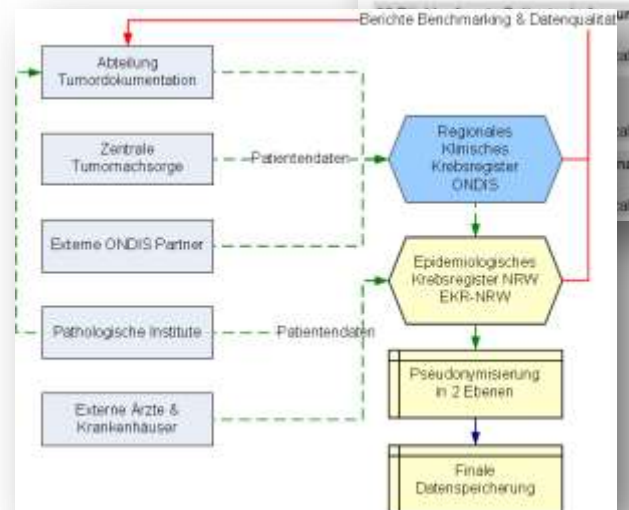 Berichte Benchmarking & Datenqualität
Abteilung
Tumordokumentation
Zentrale
Tumornachsorge
Patientendaten
Regionales
Klinisches
Krebsregister
ONDIS
Externe ONDIS Partner
Epidemiologisches
Krebsregister NRW
EKR-NRW
Pathologische Institute
Patientendaten
Pseudonymisierung
in 2 Ebenen
Externe Ärzte &
Krankenhäuser
Finale
Datenspeicherung